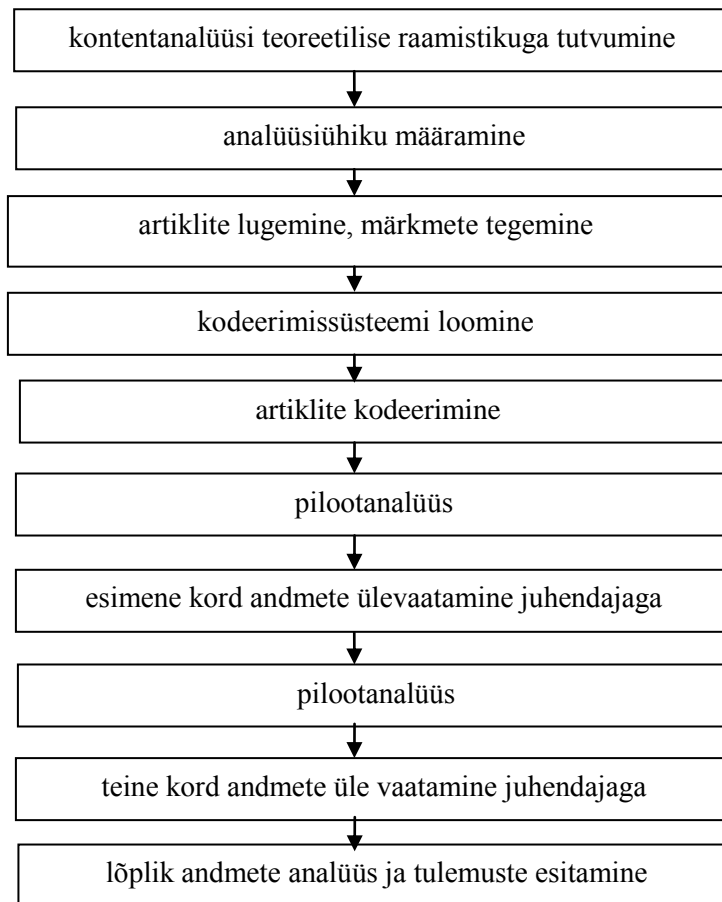 kontentanalüüsi teoreetilise raamistikuga tutvumine
analüüsiühiku määramine
artiklite lugemine, märkmete tegemine
kodeerimissüsteemi loomine
artiklite kodeerimine
pilootanalüüs
esimene kord andmete ülevaatamine juhendajaga
pilootanalüüs
teine kord andmete üle vaatamine juhendajaga
lõplik andmete analüüs ja tulemuste esitamine